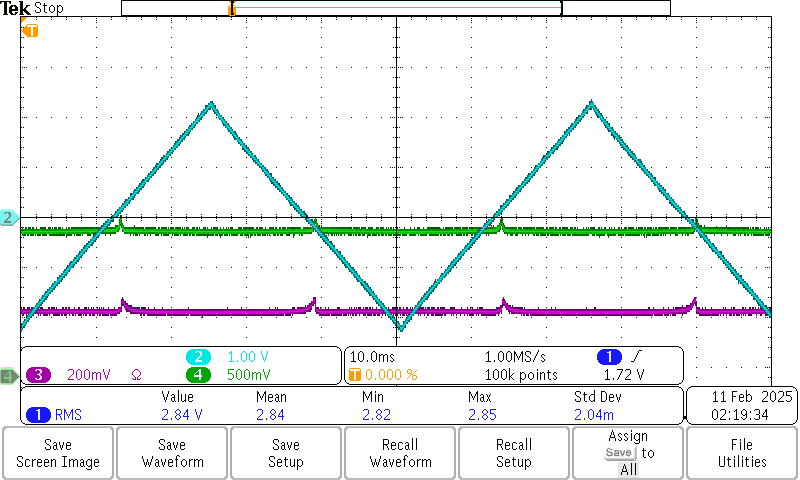 Tek Stop
T
T
2
4
2 1.00 V
3 200mV Ω 4 500mV
10.0ms 1.00MS/s 1
T 0.000 % 100k points 1.72 V
Value Mean Min Max Std Dev
1 RMS 2.84 V 2.84 2.82 2.85 2.04m
11 Feb 2025
02:19:34
Save
Screen Image
Save
Waveform
Save
Setup
Recall
Waveform
Recall
Setup
Assign
Save to
All
File
Utilities